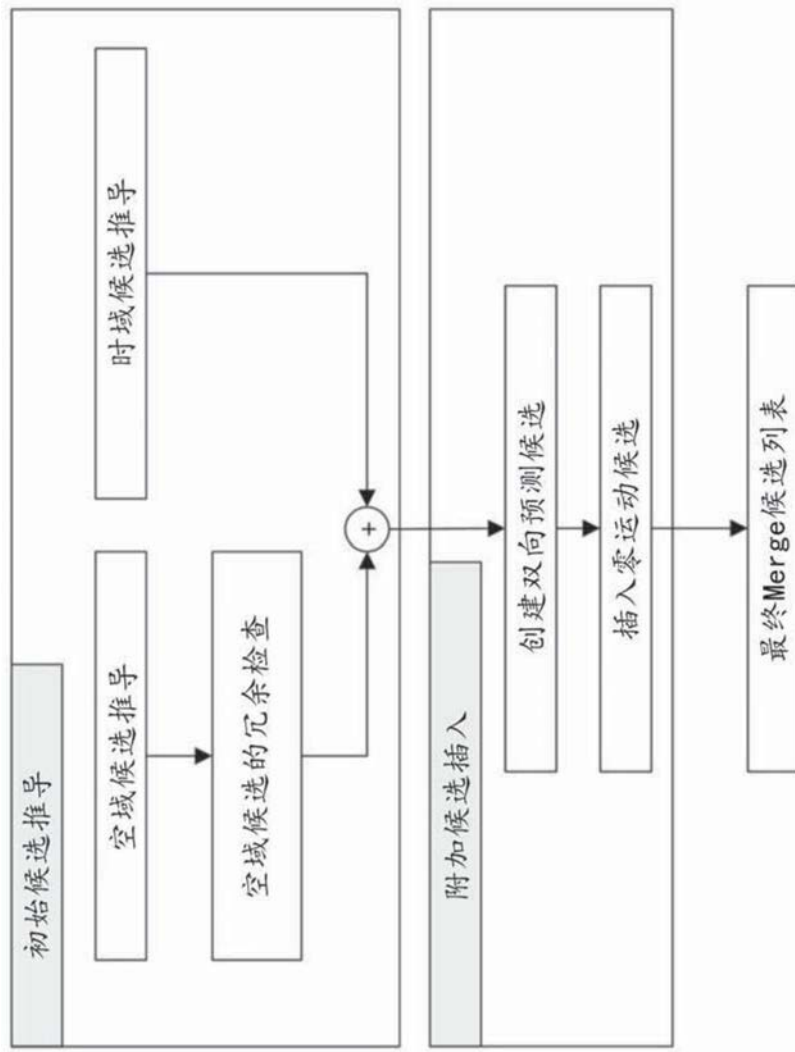 初始候选推导
空域候选推导
时域候选推导
空域候选的冗余检查
+
附加候选插入
创建双向预测候选
插入零运动候选
最终Merge候选列表